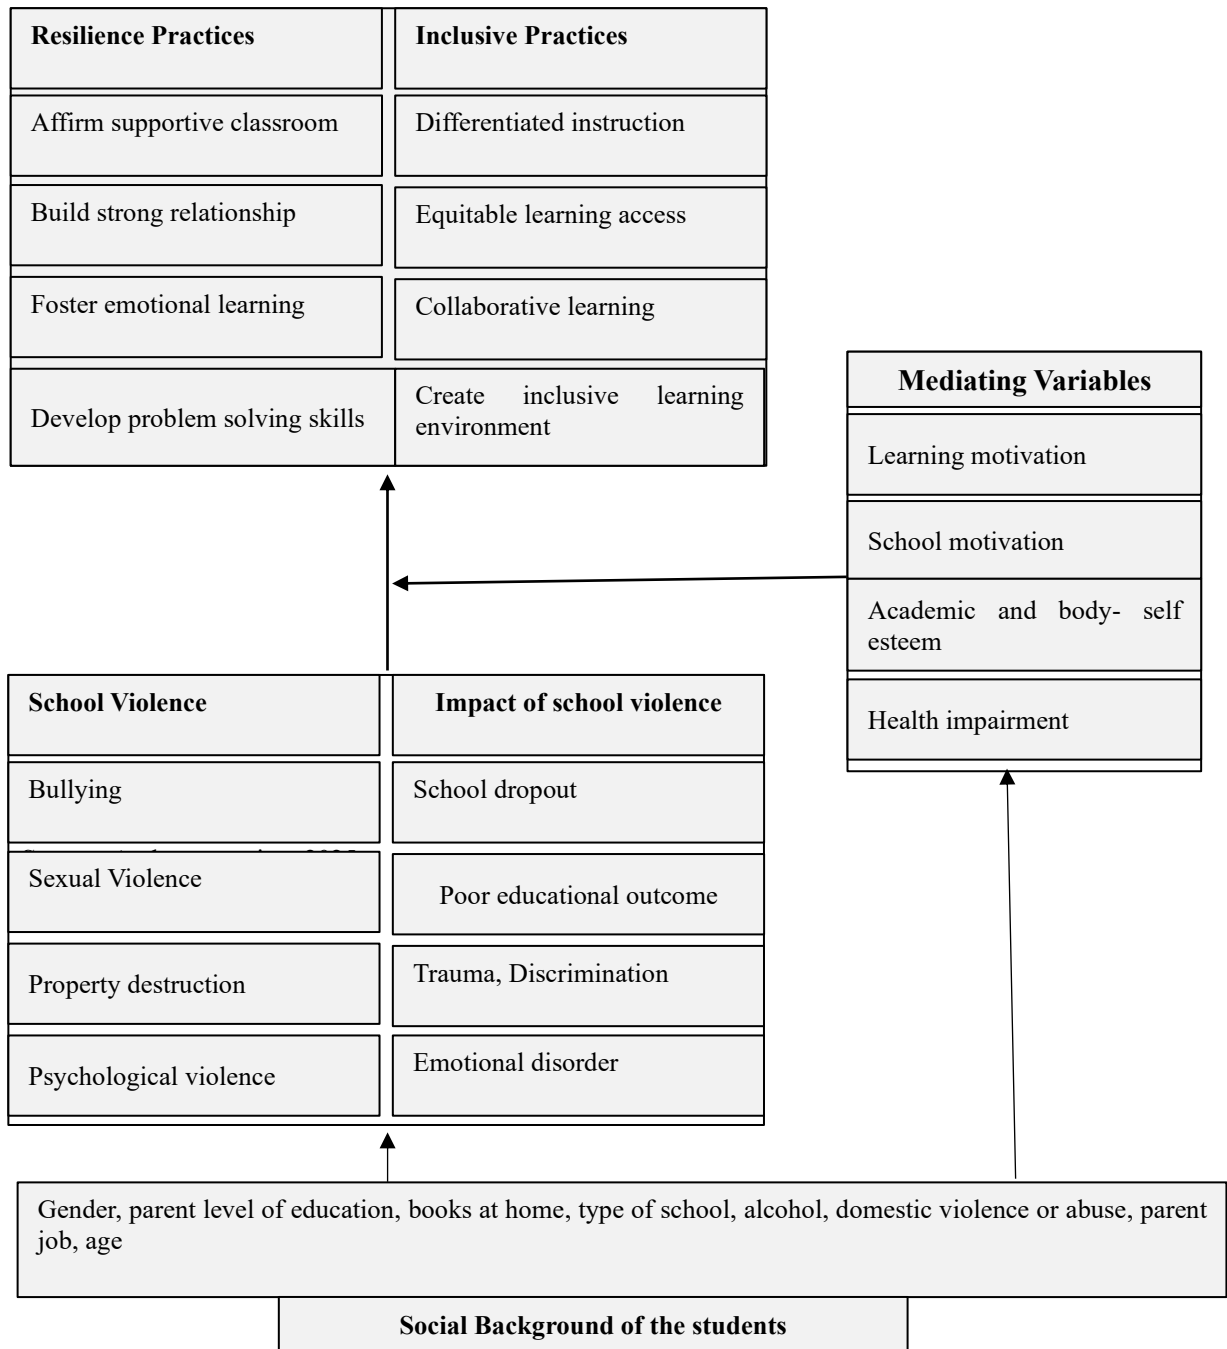 Resilience Practices
Inclusive Practices
Affirm supportive classroom
Differentiated instruction
Build strong relationship
Equitable learning access
Foster emotional learning
Collaborative learning
Develop problem solving skills
Create inclusive learning
environment
Mediating Variables
Learning motivation
School motivation
Academic and body- self
esteem
Health impairment
School Violence
Impact of school violence
Bullying
School dropout
Sexual Violence
Poor educational outcome
Property destruction
Trauma, Discrimination
Psychological violence
Emotional disorder
Gender, parent level of education, books at home, type of school, alcohol, domestic violence or abuse, parent
job, age
Social Background of the students